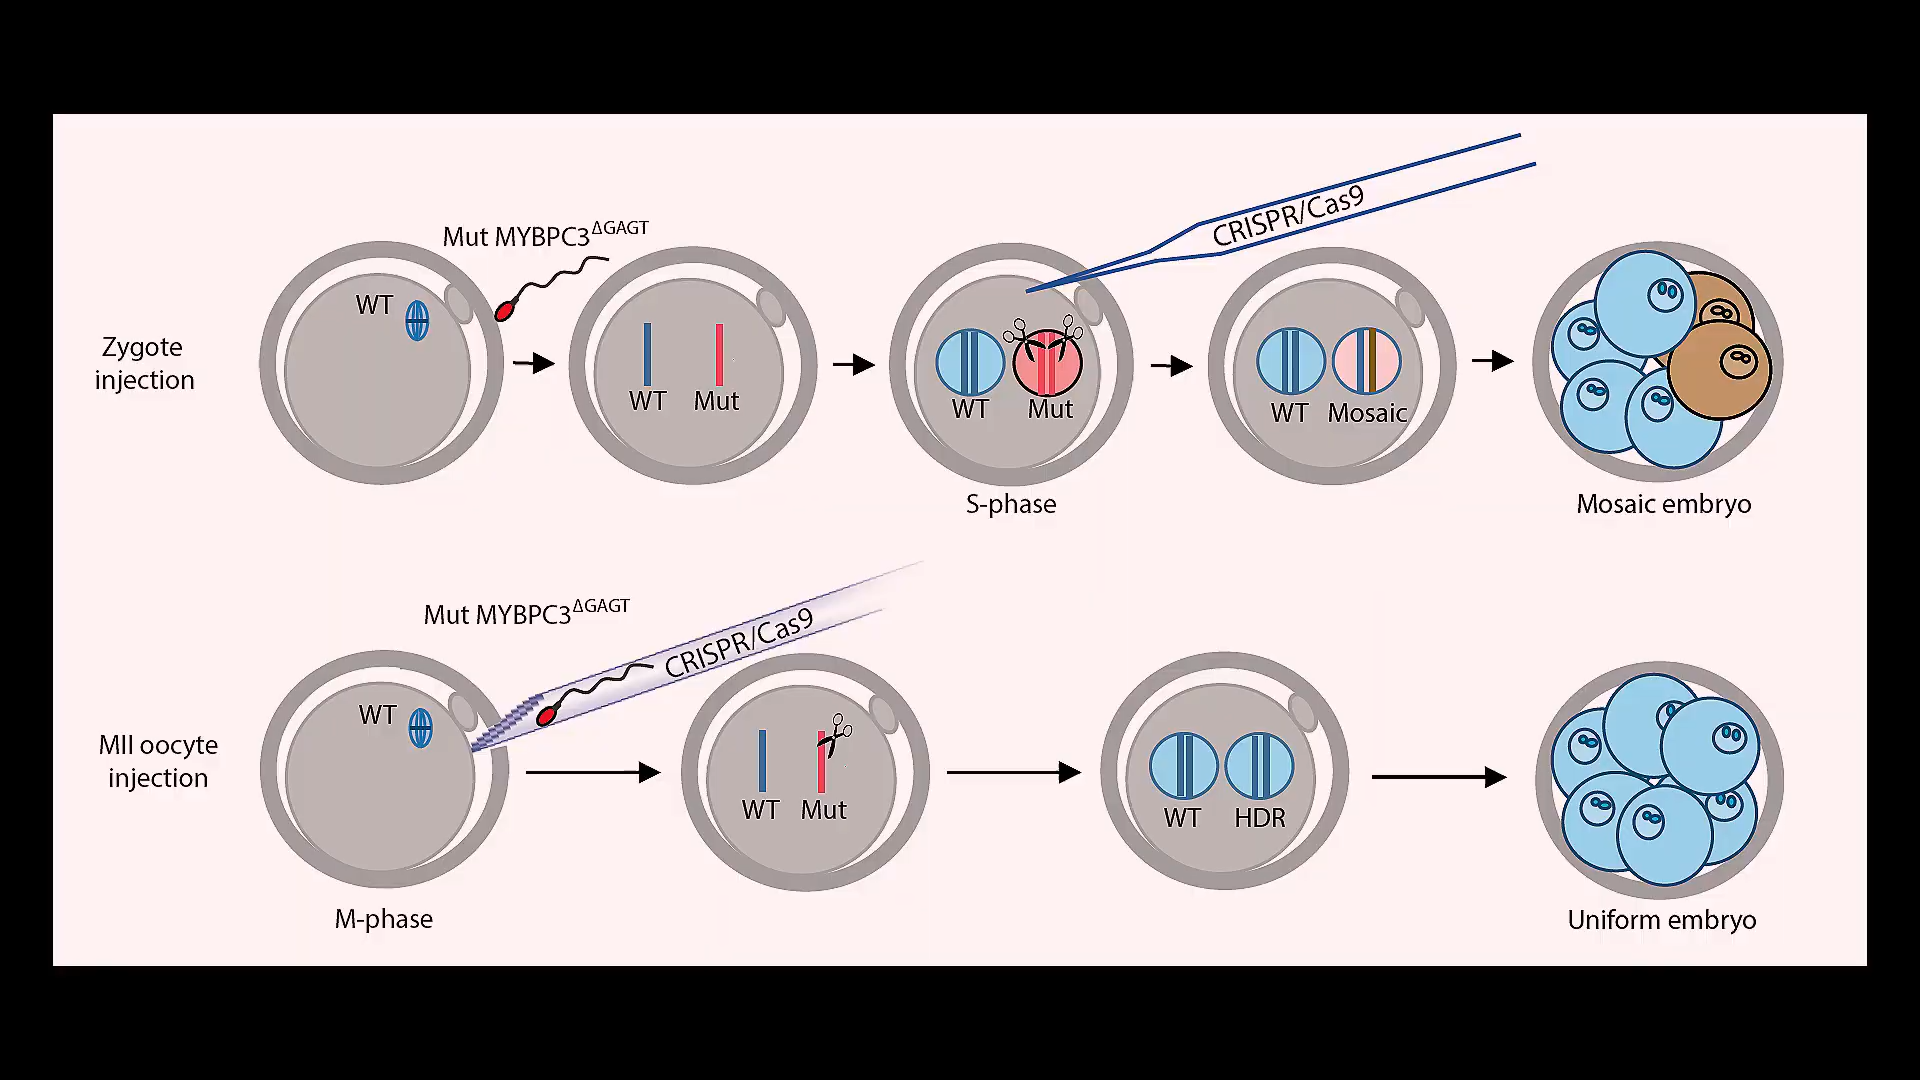 Mut MYBPC3ΔGAGT
CRISPR/Cas9
Zygote
injection
WT
WT
Mut
WT
Mut
WT
Mosaic
S-phase
Mosaic embryo
Mut MYBPC3ΔGAGT
CRISPR/Cas9
MII oocyte
injection
WT
WT
Mut
WT
HDR
M-phase
Uniform embryo